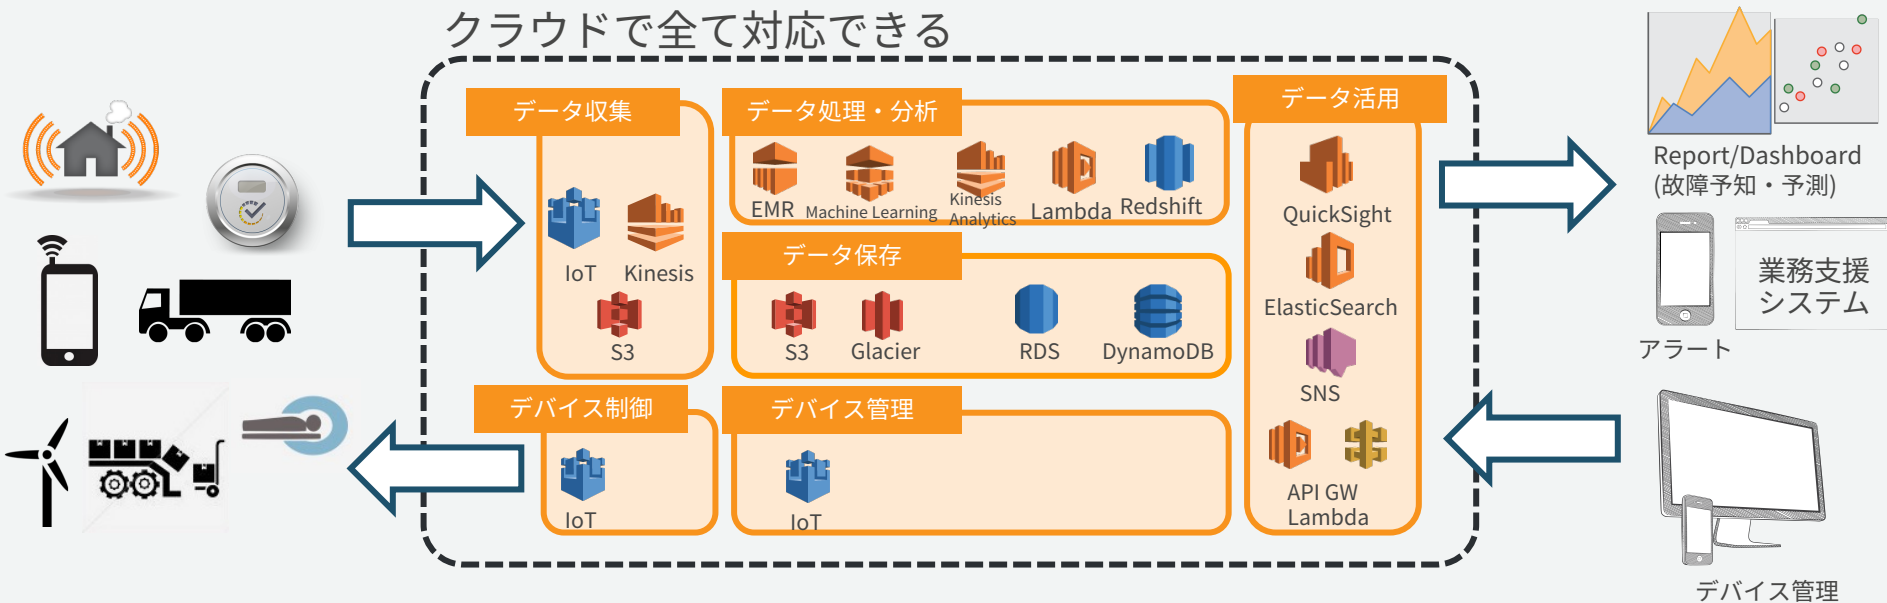 クラウドで全て対応できる
データ収集
IoT
Kinesis
S3
データ処理・分析
EMR
Machine Learning
Kinesis
Analytics
Lambda
Redshift
データ保存
S3
Glacier
RDS
DynamoDB
デバイス制御
IoT
デバイス管理
IoT
データ活用
QuickSight
ElasticSearch
SNS
API GW
Lambda
Report/Dashboard
(故障予知・予測)
業務支援
システム
アラート
デバイス管理